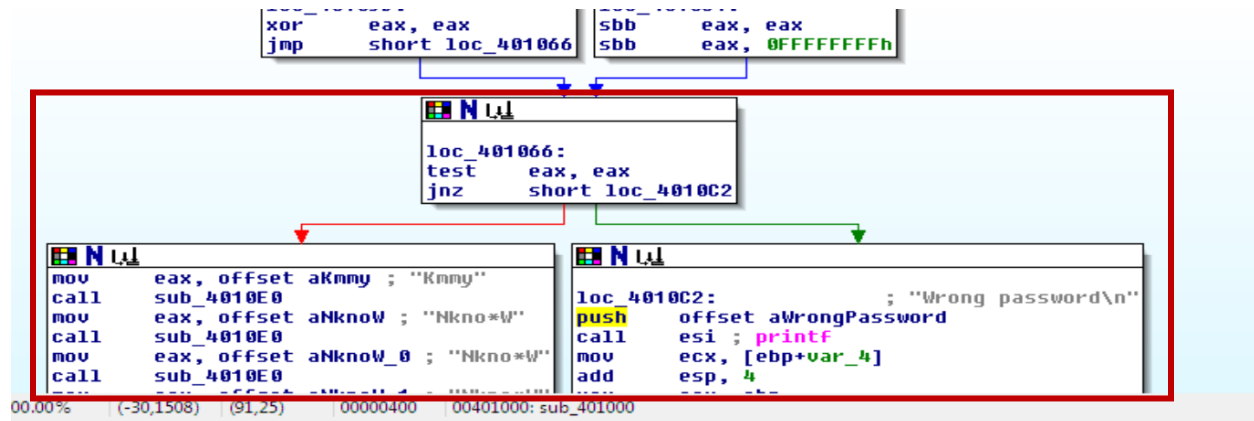 xor eax, eax
jmp short loc_401066
sbb eax, eax
sbb eax, 0FFFFFFFFh
N
loc_401066:
test eax, eax
jnz short loc_4010C2
N
mov eax, offset aKmmy ; "Kmmy"
call sub_4010E0
mov eax, offset aNknoW ; "Nkno*W"
call sub_4010E0
mov eax, offset aNknoW_0 ; "Nkno*W"
call sub_4010E0
N
loc_4010C2: ; "Wrong password\n"
push offset aWrongPassword
call esi ; printf
mov ecx, [ebp+var_4]
add esp, 4
00.00% (-30,1508) (91,25) 00000400 00401000: sub_401000